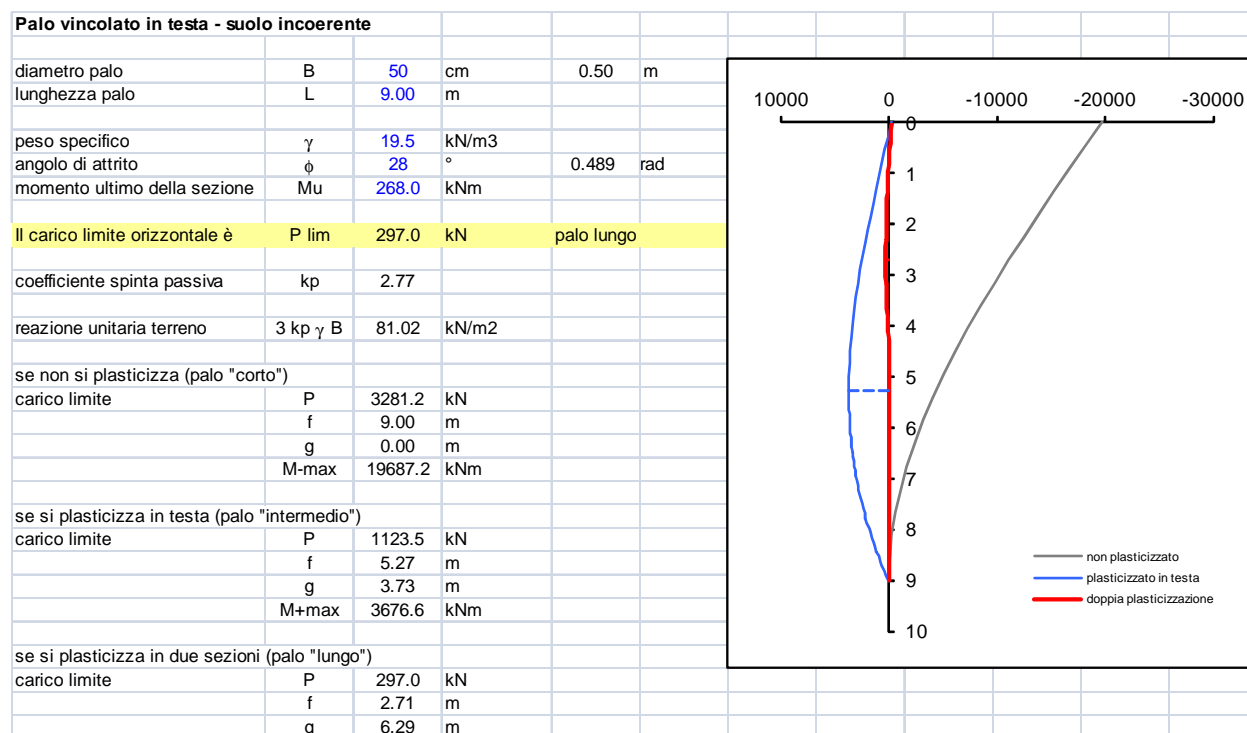 Palo vincolato in testa - suolo incoerente
diametro palo B 50 cm 0.50 m
lunghezza palo L 9.00 m
peso specifico γ 19.5 kN/m3
angolo di attrito ϕ 28 ° 0.489 rad
momento ultimo della sezione Mu 268.0 kNm
Il carico limite orizzontale è P lim 297.0 kN palo lungo
coefficiente spinta passiva kp 2.77
reazione unitaria terreno 3 kp γ B 81.02 kN/m2
se non si plasticizza (palo "corto")
carico limite P 3281.2 kN
f 9.00 m
g 0.00 m
M-max 19687.2 kNm
se si plasticizza in testa (palo "intermedio")
carico limite P 1123.5 kN
f 5.27 m
g 3.73 m
M+max 3676.6 kNm
se si plasticizza in due sezioni (palo "lungo")
carico limite P 297.0 kN
f 2.71 m
g 6.29 m
10000 0 -10000 -20000 -30000
0
1
2
3
4
5
6
7
8
9
10
non plasticizzato
plasticizzato in testa
doppia plasticizzazione